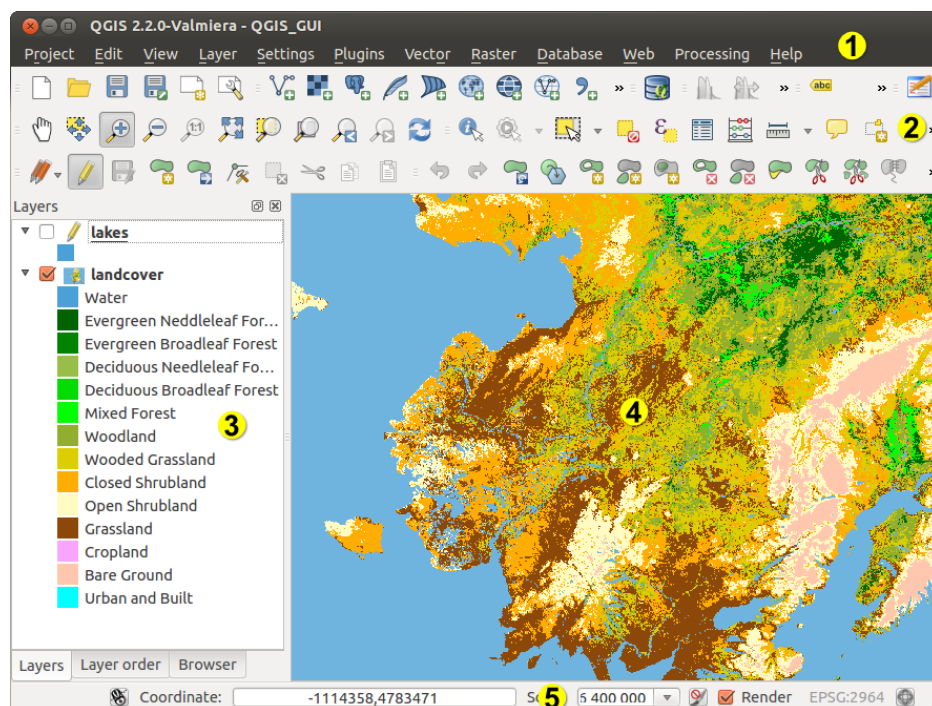 QGIS 2.2.0-Valmiera - QGIS_GUI
Project Edit View Layer Settings Plugins Vector Raster Database Web Processing Help 1
abc
1:1
2
Layers
lakes
landcover
Water
Evergreen Neddleleaf For...
Evergreen Broadleaf Forest
Deciduous Needleleaf Fo...
Deciduous Broadleaf Forest
Mixed Forest
3
Woodland
4
Wooded Grassland
Closed Shrubland
Open Shrubland
Grassland
Cropland
Bare Ground
Urban and Built
Layers Layer order Browser
Coordinate: -1114358,4783471 5 400 000 Render EPSG:2964
5